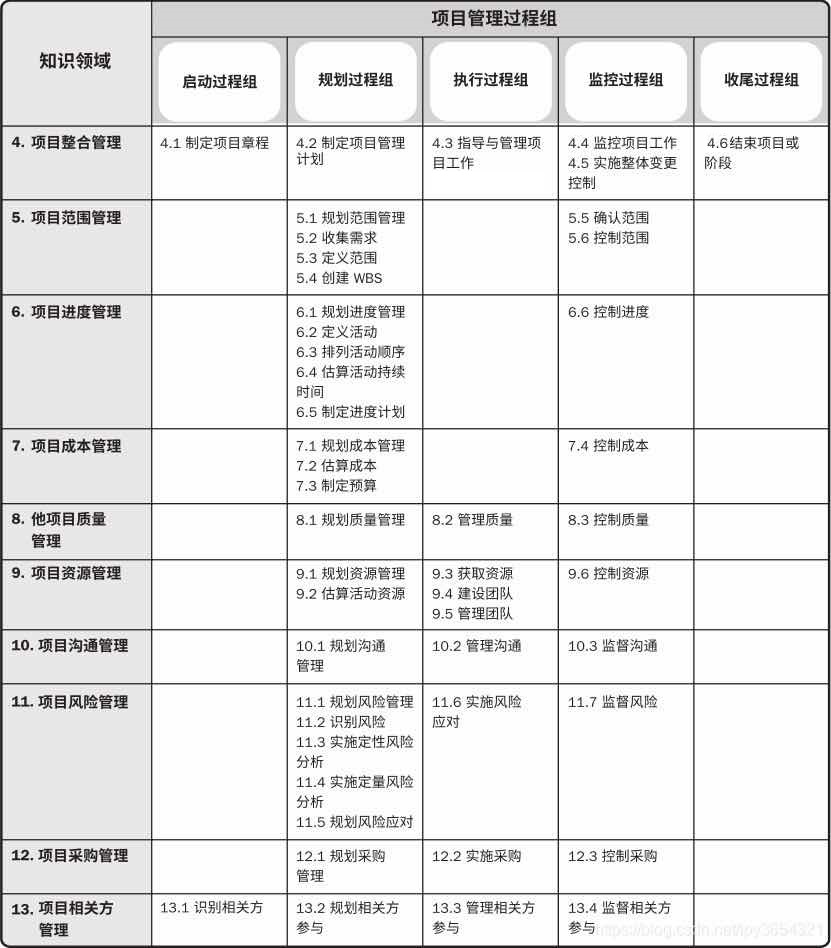 项目管理过程组
知识领域
启动过程组
规划过程组
执行过程组
监控过程组
收尾过程组
4. 项目整合管理
4.1 制定项目章程
4.2 制定项目管理
计划
4.3 指导与管理项
目工作
4.4 监控项目工作
4.5 实施整体变更
控制
4.6结束项目或
阶段
5. 项目范围管理
5.1 规划范围管理
5.2 收集需求
5.3 定义范围
5.4 创建 WBS
5.5 确认范围
5.6 控制范围
6. 项目进度管理
6.1 规划进度管理
6.2 定义活动
6.3 排列活动顺序
6.4 估算活动持续
时间
6.5 制定进度计划
6.6 控制进度
7. 项目成本管理
7.1 规划成本管理
7.2 估算成本
7.3 制定预算
7.4 控制成本
8. 他项目质量
管理
8.1 规划质量管理
8.2 管理质量
8.3 控制质量
9. 项目资源管理
9.1 规划资源管理
9.2 估算活动资源
9.3 获取资源
9.4 建设团队
9.5 管理团队
9.6 控制资源
10. 项目沟通管理
10.1 规划沟通
管理
10.2 管理沟通
10.3 监督沟通
11. 项目风险管理
11.1 规划风险管理
11.2 识别风险
11.3 实施定性风险
分析
11.4 实施定量风险
分析
11.5 规划风险应对
11.6 实施风险
应对
11.7 监督风险
12. 项目采购管理
12.1 规划采购
管理
12.2 实施采购
12.3 控制采购
13. 项目相关方
管理
13.1 识别相关方
13.2 规划相关方
参与
13.3 管理相关方
参与
13.4 监督相关方
参与
https://blog.csdn.net/lpy3654321